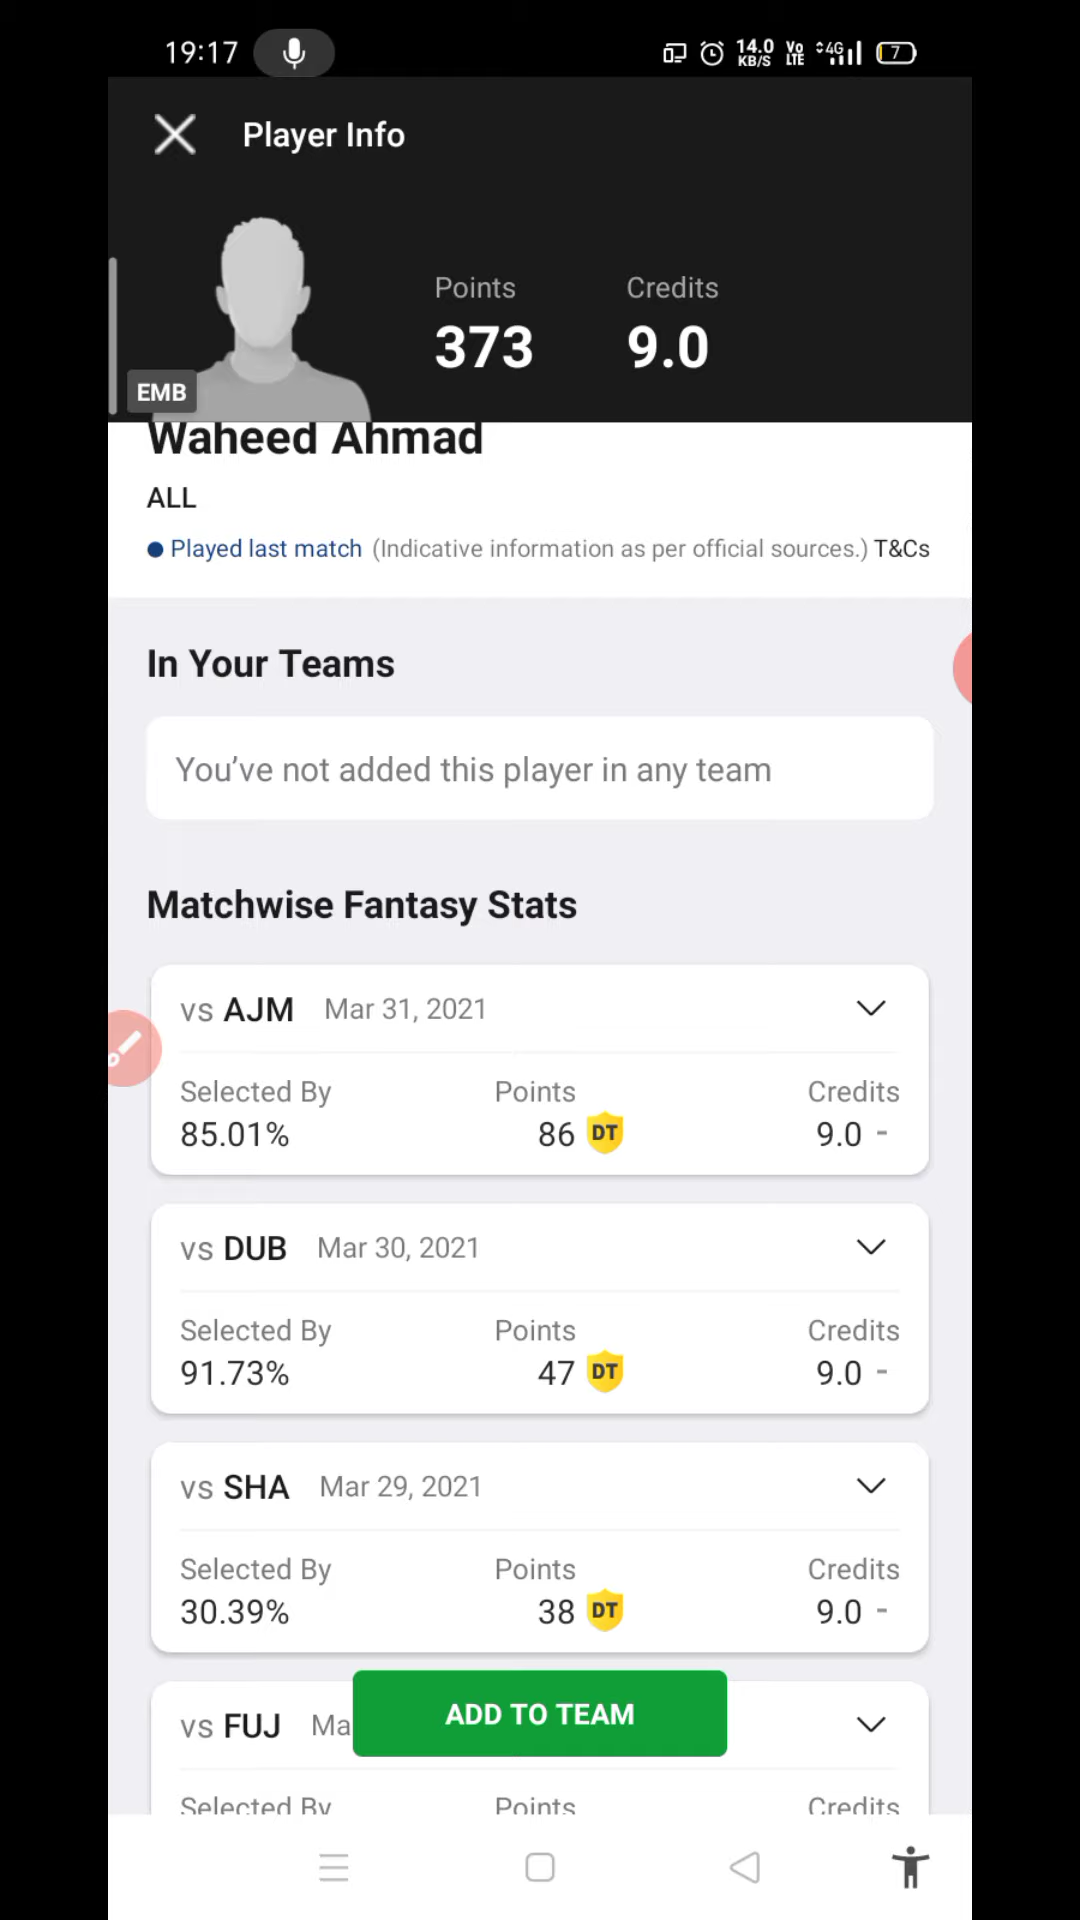 19:17 14.0 KB/S Vo LTE 4G 7
Player Info
Points Credits
373 9.0
EMB
Waheed Ahmad
ALL
Played last match (Indicative information as per official sources.) T&Cs
In Your Teams
You've not added this player in any team
Matchwise Fantasy Stats
vs AJM Mar 31, 2021
Selected By Points Credits
85.01% 86 DT 9.0 -
vs DUB Mar 30, 2021
Selected By Points Credits
91.73% 47 DT 9.0 -
vs SHA Mar 29, 2021
Selected By Points Credits
30.39% 38 DT 9.0 -
vs FUJ Ma
ADD TO TEAM
Selected By Points Credits